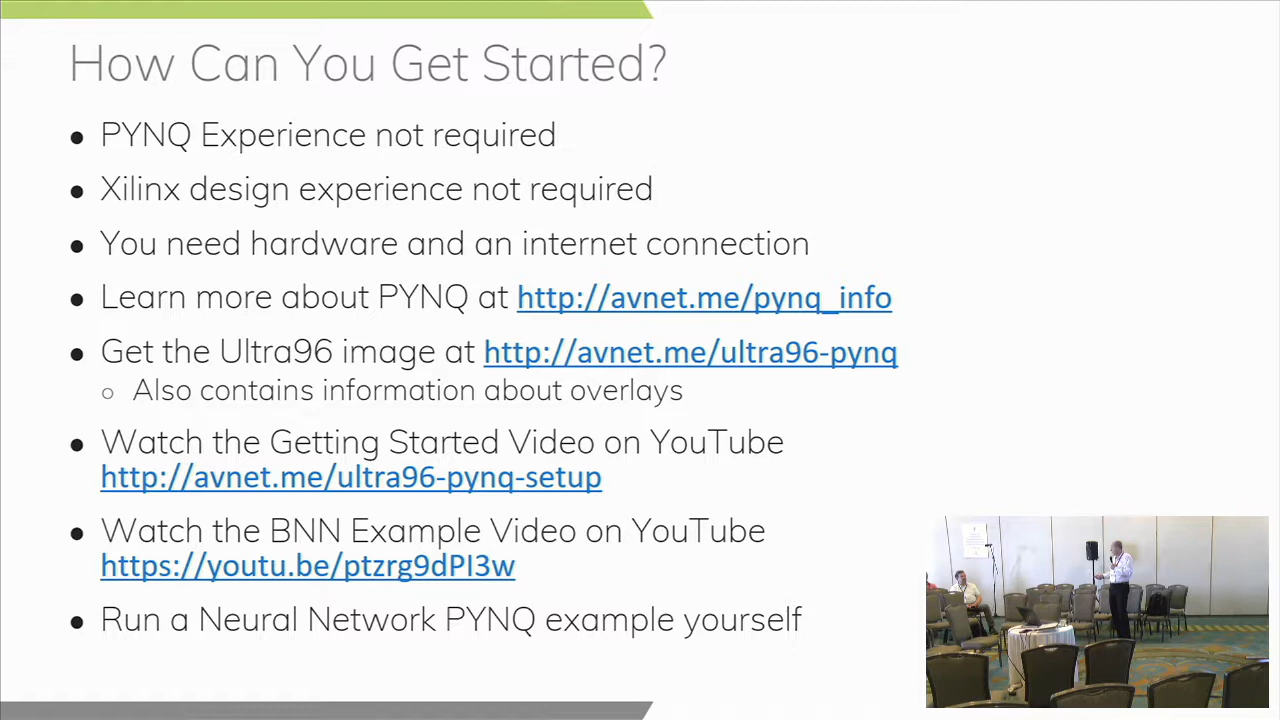 How Can You Get Started?
● PYNQ Experience not required
● Xilinx design experience not required
● You need hardware and an internet connection
● Learn more about PYNQ at http://avnet.me/pynq_info
● Get the Ultra96 image at http://avnet.me/ultra96-pynq
○ Also contains information about overlays
● Watch the Getting Started Video on YouTube
http://avnet.me/ultra96-pynq-setup
● Watch the BNN Example Video on YouTube
https://youtu.be/ptzrg9dPI3w
● Run a Neural Network PYNQ example yourself